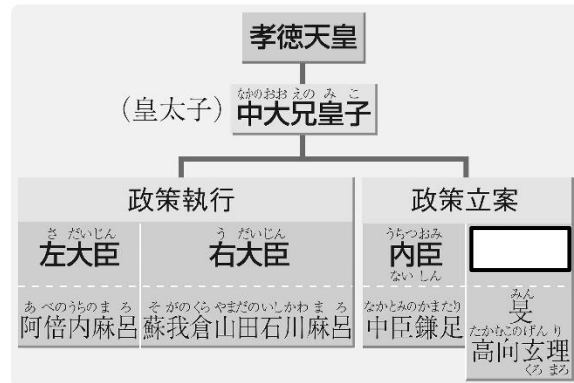 孝徳天皇
なかのおおえのみこ
(皇太子) 中大兄皇子
政策執行
政策立案
さだいじん
左大臣
うだいじん
右大臣
うちつおみ
内臣
ないしん
あべのうちのまろ
阿倍内麻呂
そがのくらやまだのいしかわまろ
蘇我倉山田石川麻呂
なかとみのかまたり
中臣鎌足
みん
旻
たかむこのげんり
高向玄理
くろまろ